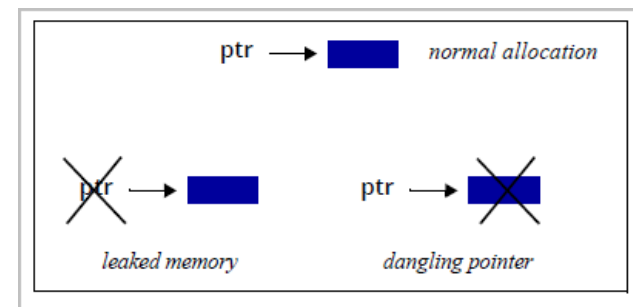 ptr normal allocation
ptr ptr
leaked memory dangling pointer